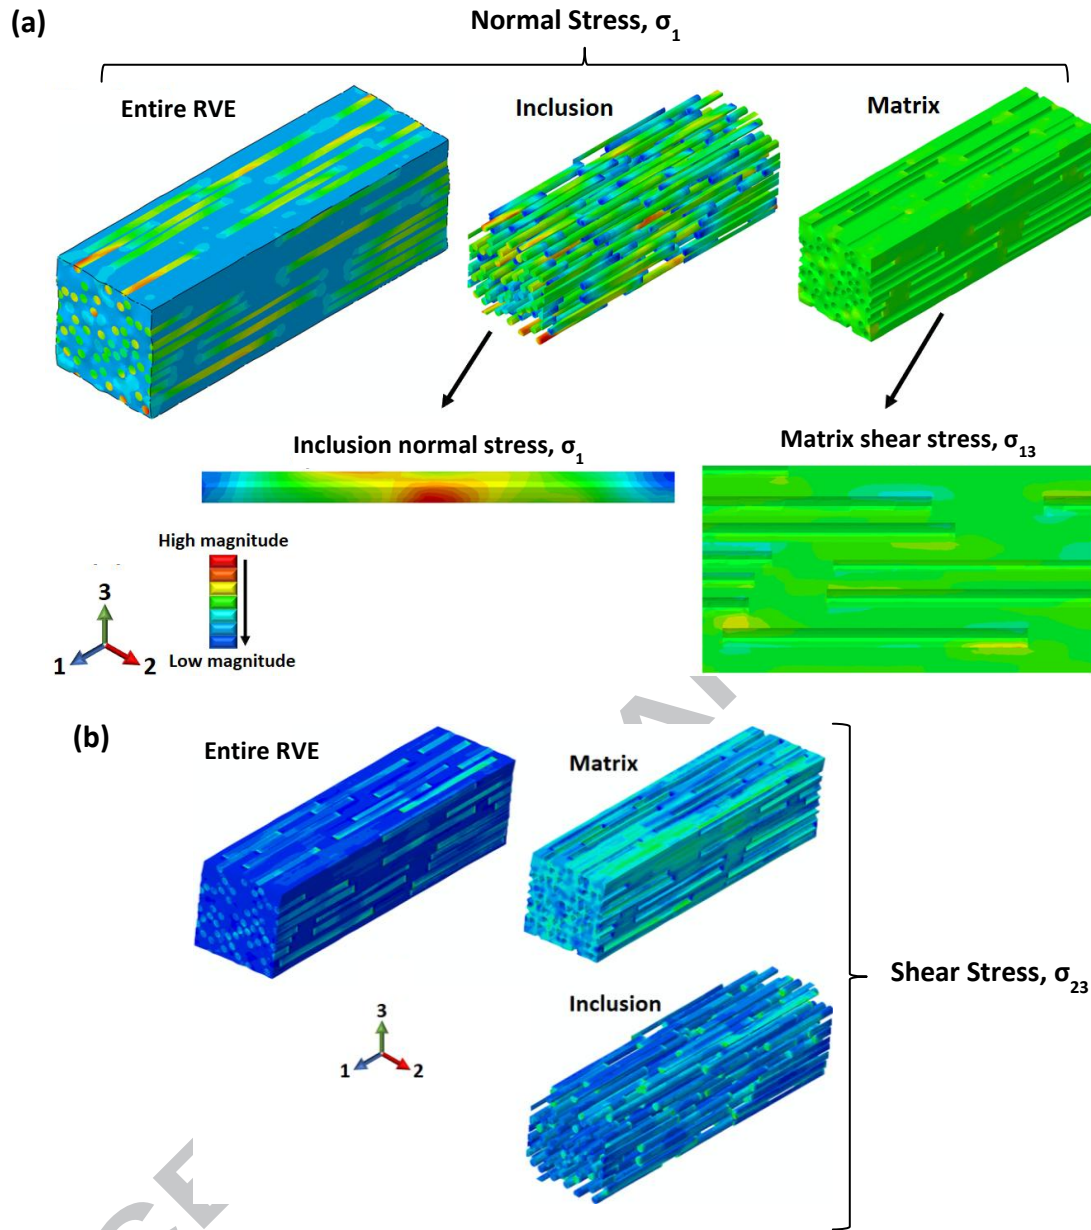 (a)
Normal Stress, σ1
Entire RVE
Inclusion
Matrix
Inclusion normal stress, σ1
Matrix shear stress, σ13
High magnitude
Low magnitude
3
1
2
(b)
Entire RVE
Matrix
Inclusion
Shear Stress, σ23
3
1
2